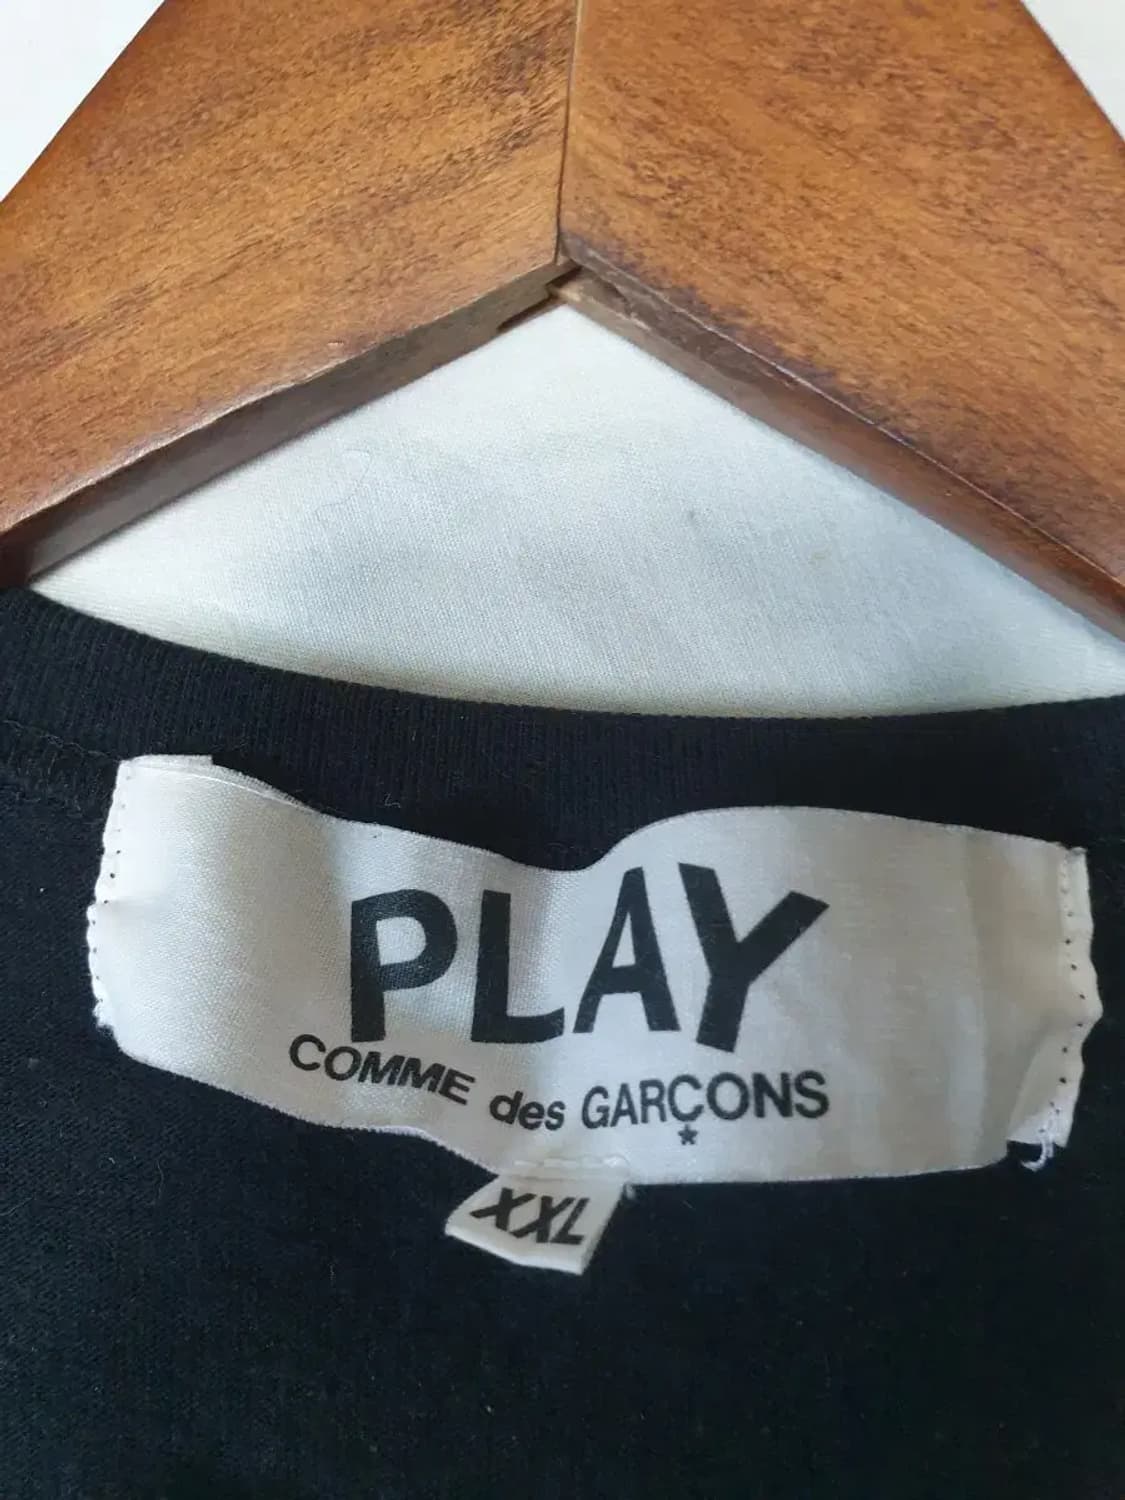 PLAY
COMME des GARÇONS
*
XXL